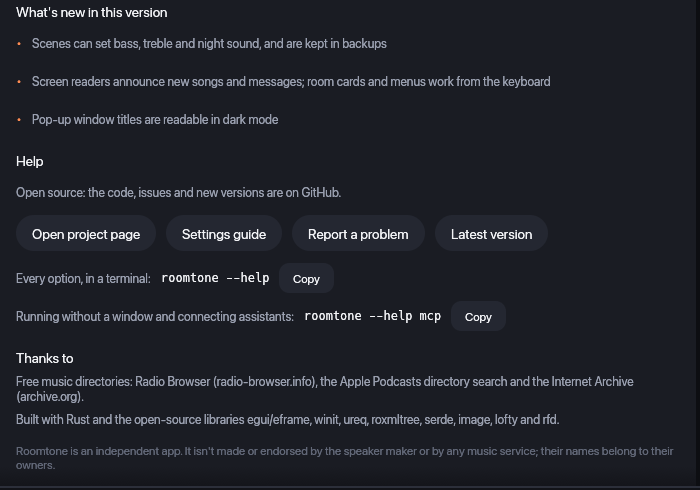 What's new in this version
• Scenes can set bass, treble and night sound, and are kept in backups
• Screen readers announce new songs and messages; room cards and menus work from the keyboard
• Pop-up window titles are readable in dark mode
Help
Open source: the code, issues and new versions are on GitHub.
Open project page Settings guide Report a problem Latest version
Every option, in a terminal: roomtone --help Copy
Running without a window and connecting assistants: roomtone --help mcp Copy
Thanks to
Free music directories: Radio Browser (radio-browser.info), the Apple Podcasts directory search and the Internet Archive
(archive.org).
Built with Rust and the open-source libraries egui/eframe, winit, ureq, roxmltree, serde, image, lofty and rfd.
Roomtone is an independent app. It isn't made or endorsed by the speaker maker or by any music service; their names belong to their
owners.